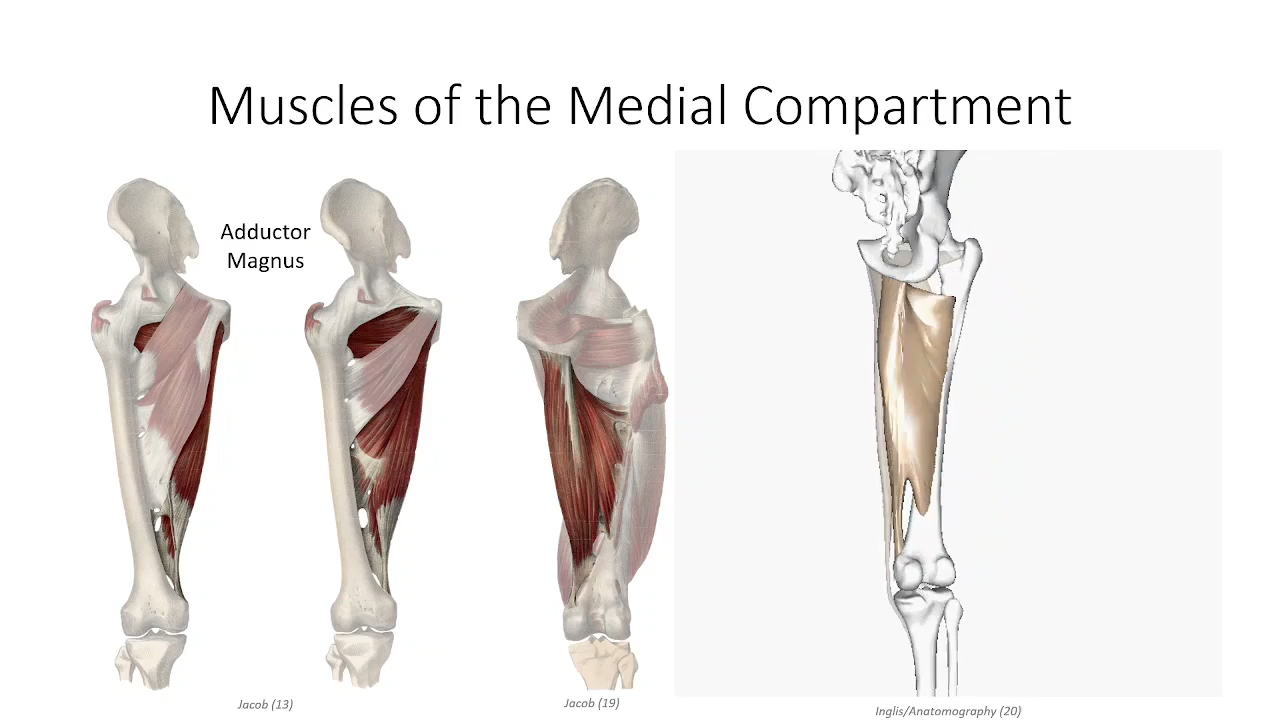 Muscles of the Medial Compartment
Adductor
Magnus
Jacob (13)
Jacob (19)
Inglis/Anatomography (20)